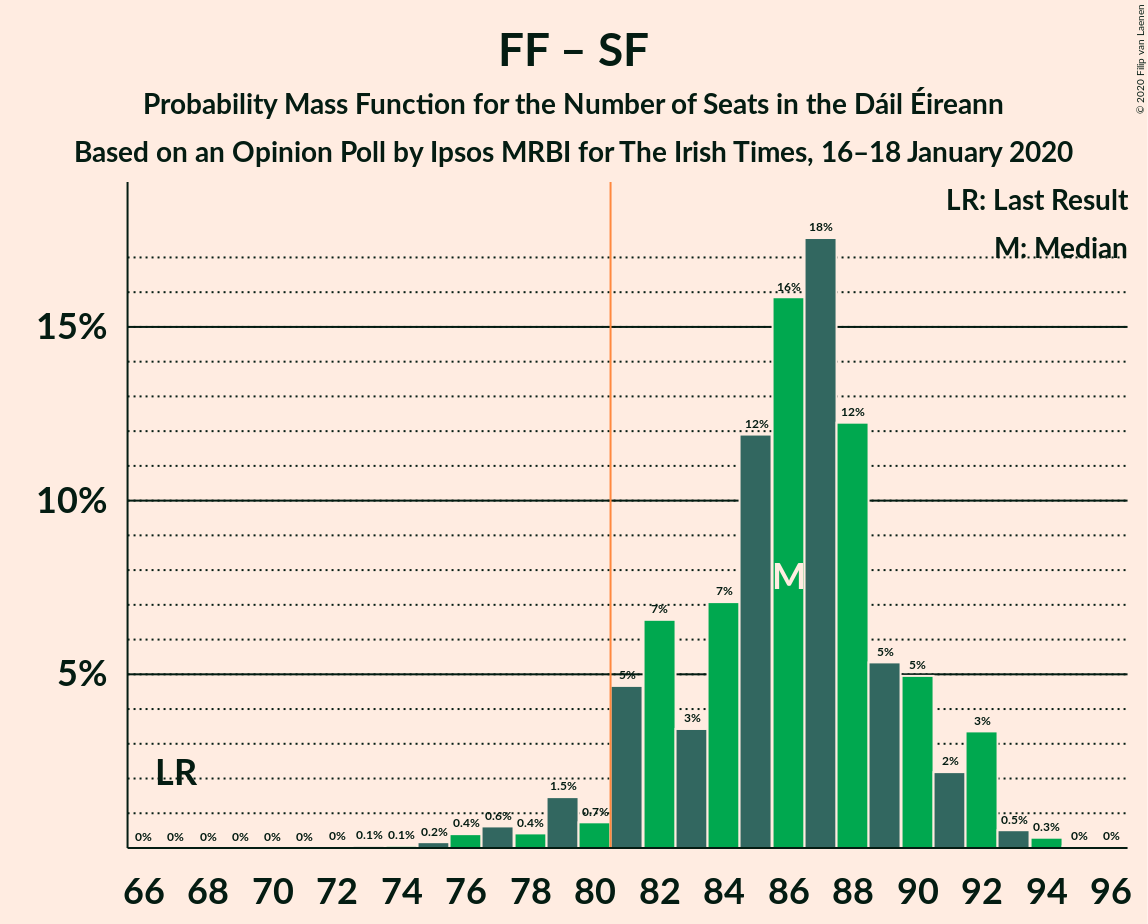 FF – SF
Probability Mass Function for the Number of Seats in the Dáil Éireann
Based on an Opinion Poll by Ipsos MRBI for The Irish Times, 16–18 January 2020
© 2020 Filip van Laenen
LR: Last Result
M: Median
15%
10%
5%
LR
M
0% 0% 0% 0% 0% 0% 0% 0.1% 0.1% 0.2% 0.4% 0.6% 0.4% 1.5% 0.7% 5% 7% 3% 7% 12% 16% 18% 12% 5% 5% 2% 3% 0.5% 0.3% 0% 0%
66 68 70 72 74 76 78 80 82 84 86 88 90 92 94 96